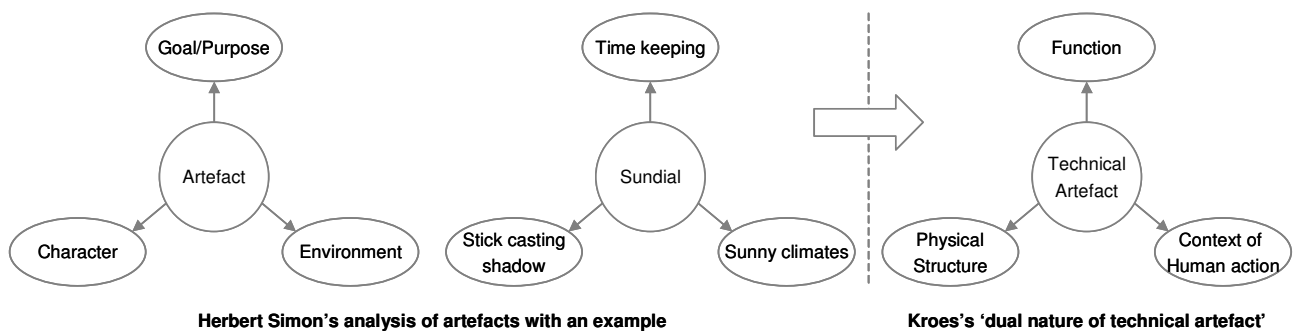 Goal/Purpose
Artefact
Character
Environment
Time keeping
Sundial
Stick casting
shadow
Sunny climates
Function
Technical
Artefact
Physical
Structure
Context of
Human action
Herbert Simon's analysis of artefacts with an example
Kroes's 'dual nature of technical artefact'